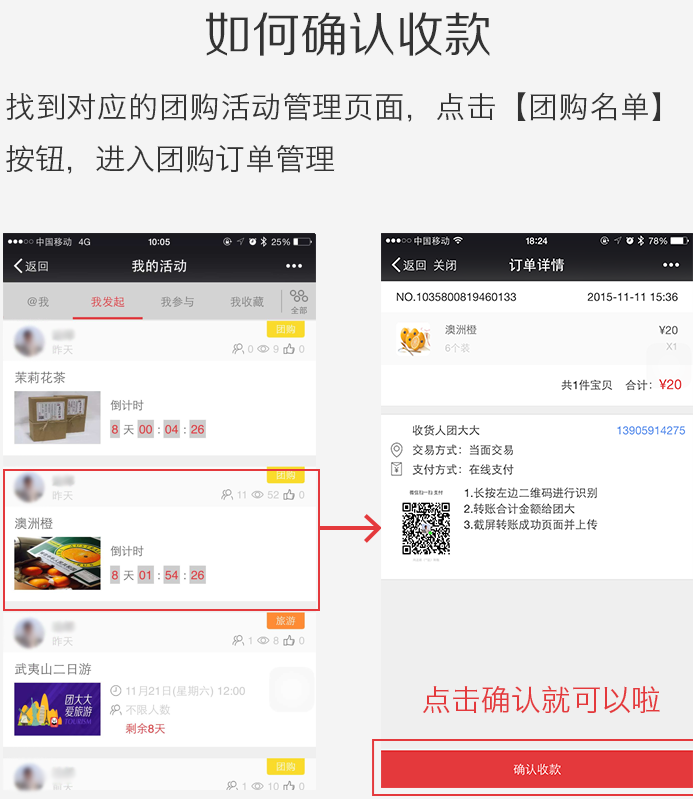 如何确认收款
找到对应的团购活动管理页面，点击【团购名单】
按钮，进入团购订单管理
中国移动 4G 10:05 25%
返回 我的活动
@我 我发起 我参与 我收藏 全部
团购
昨天 0 9 0
茉莉花茶
倒计时
8 天 00 : 04 : 26
团购
昨天 11 52 0
澳洲橙
倒计时
8 天 01 : 54 : 26
旅游
昨天 1 8 0
武夷山二日游
团大大
爱旅游
TOURISM
11月21日(星期六) 12:00
不限人数
剩余8天
团购
昨天 1 10 0
中国移动 18:24 78%
返回 关闭 订单详情
NO.1035800819460133 2015-11-11 15:36
澳洲橙 ¥20
6个装 X1
共1件宝贝 合计：¥20
收货人团大大 13905914275
交易方式：当面交易
支付方式：在线支付
微信扫一扫 支付
1.长按左边二维码进行识别
2.转账合计金额给团大
3.截屏转账成功页面并上传
点击确认就可以啦
确认收款